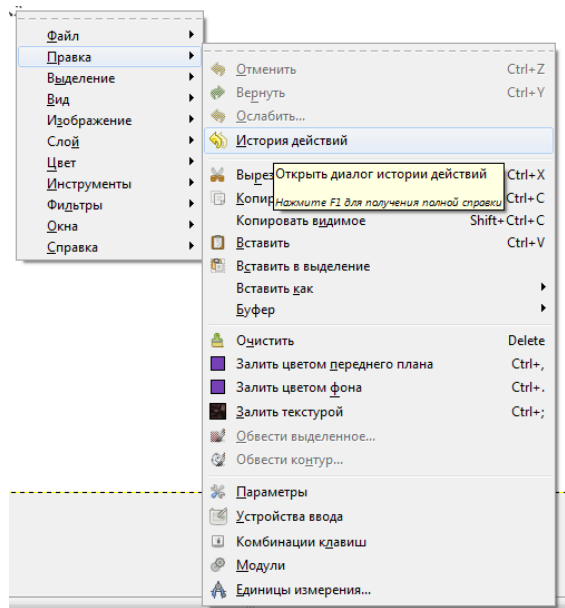 Файл
Правка
Выделение
Вид
Изображение
Слой
Цвет
Инструменты
Фильтры
Окна
Справка
Отменить Ctrl+Z
Вернуть Ctrl+Y
Ослабить...
История действий
Открыть диалог истории действий
Нажмите F1 для получения полной справки
Ctrl+X
Ctrl+C
Копировать видимое Shift+Ctrl+C
Вставить Ctrl+V
Вставить в выделение
Вставить как
Буфер
Очистить Delete
Залить цветом переднего плана Ctrl+,
Залить цветом фона Ctrl+.
Залить текстурой Ctrl+;
Обвести выделенное...
Обвести контур...
Параметры
Устройства ввода
Комбинации клавиш
Модули
Единицы измерения...